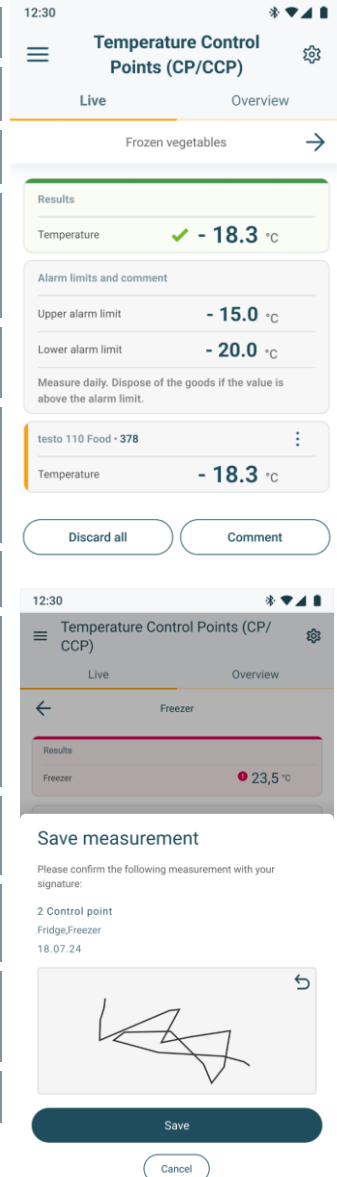 12:30
Temperature Control
Points (CP/CCP)
Live Overview
Frozen vegetables
Results
Temperature - 18.3 °C
Alarm limits and comment
Upper alarm limit - 15.0 °C
Lower alarm limit - 20.0 °C
Measure daily. Dispose of the goods if the value is
above the alarm limit.
testo 110 Food • 378
Temperature - 18.3 °C
Discard all Comment
12:30
Temperature Control Points (CP/
CCP)
Live Overview
Freezer
Results
Freezer 23,5 °C
Save measurement
Please confirm the following measurement with your
signature:
2 Control point
Fridge,Freezer
18.07.24
Save
Cancel